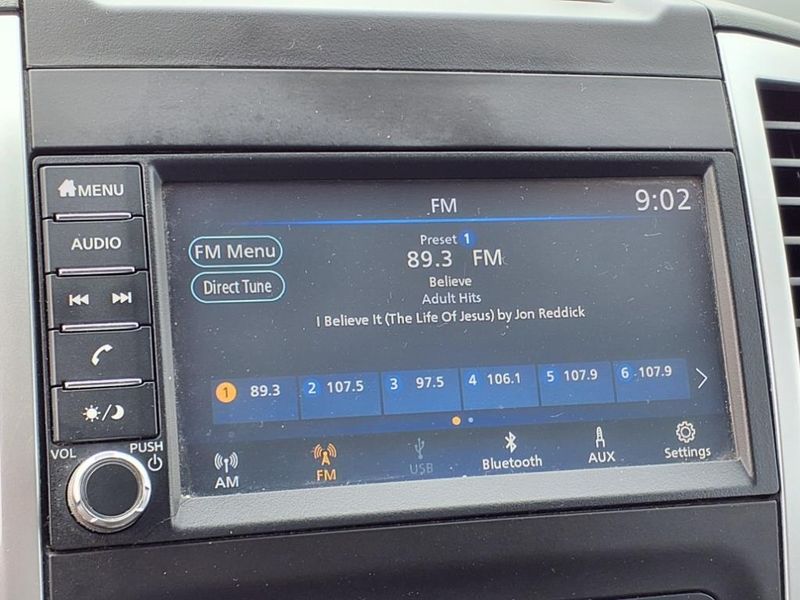 MENU
AUDIO
VOL
PUSH
FM
9:02
FM Menu
Direct Tune
Preset 1
89.3 FM
Believe
Adult Hits
I Believe It (The Life Of Jesus) by Jon Reddick
1 89.3
2 107.5
3 97.5
4 106.1
5 107.9
6 107.9
AM
FM
USB
Bluetooth
AUX
Settings